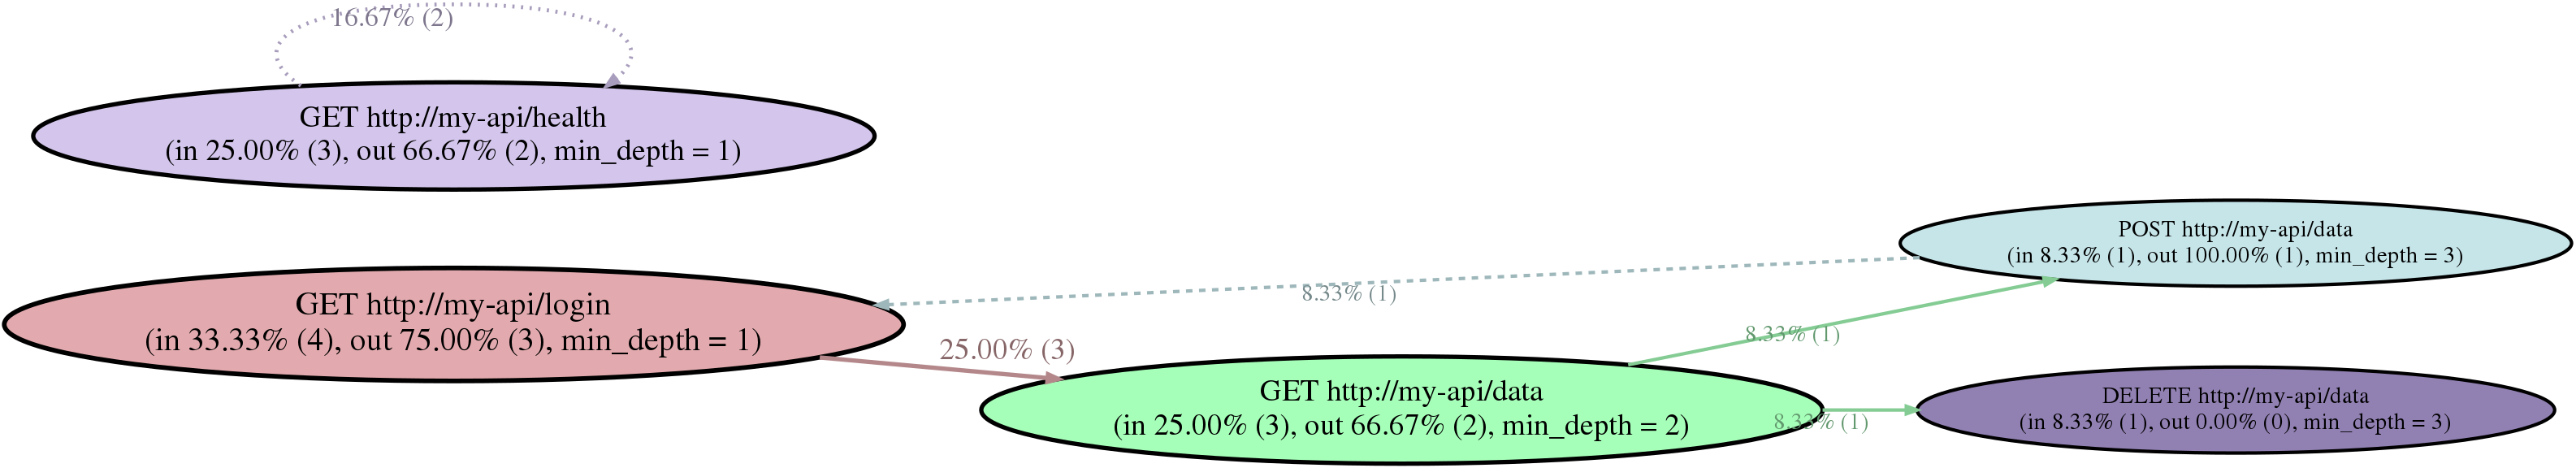 16.67% (2)
GET http://my-api/health
(in 25.00% (3), out 66.67% (2), min_depth = 1)
POST http://my-api/data
(in 8.33% (1), out 100.00% (1), min_depth = 3)
8.33% (1)
GET http://my-api/login
(in 33.33% (4), out 75.00% (3), min_depth = 1)
8.33% (1)
25.00% (3)
GET http://my-api/data
(in 25.00% (3), out 66.67% (2), min_depth = 2)
8.33% (1)
DELETE http://my-api/data
(in 8.33% (1), out 0.00% (0), min_depth = 3)